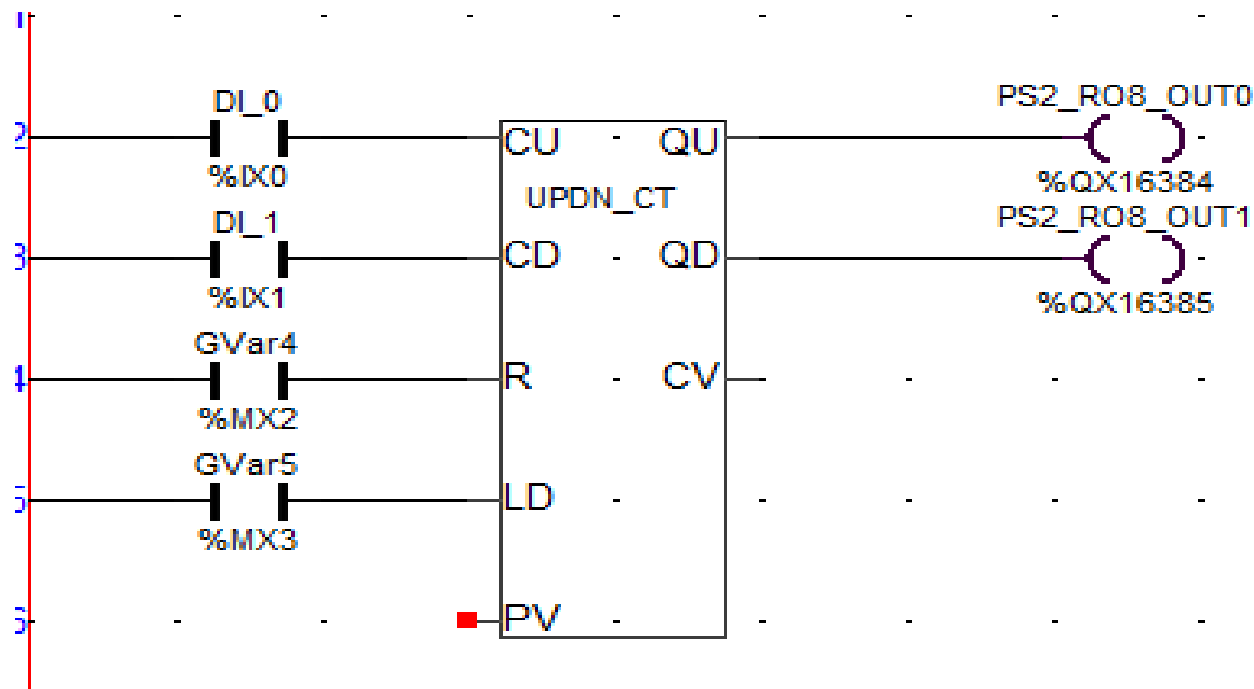 1
DI_0
PS2_RO8_OUT0
2
CU
QU
%IX0
UPDN_CT
%QX16384
DI_1
PS2_RO8_OUT1
3
CD
QD
%IX1
%QX16385
GVar4
4
R
CV
%MX2
GVar5
5
LD
%MX3
6
PV